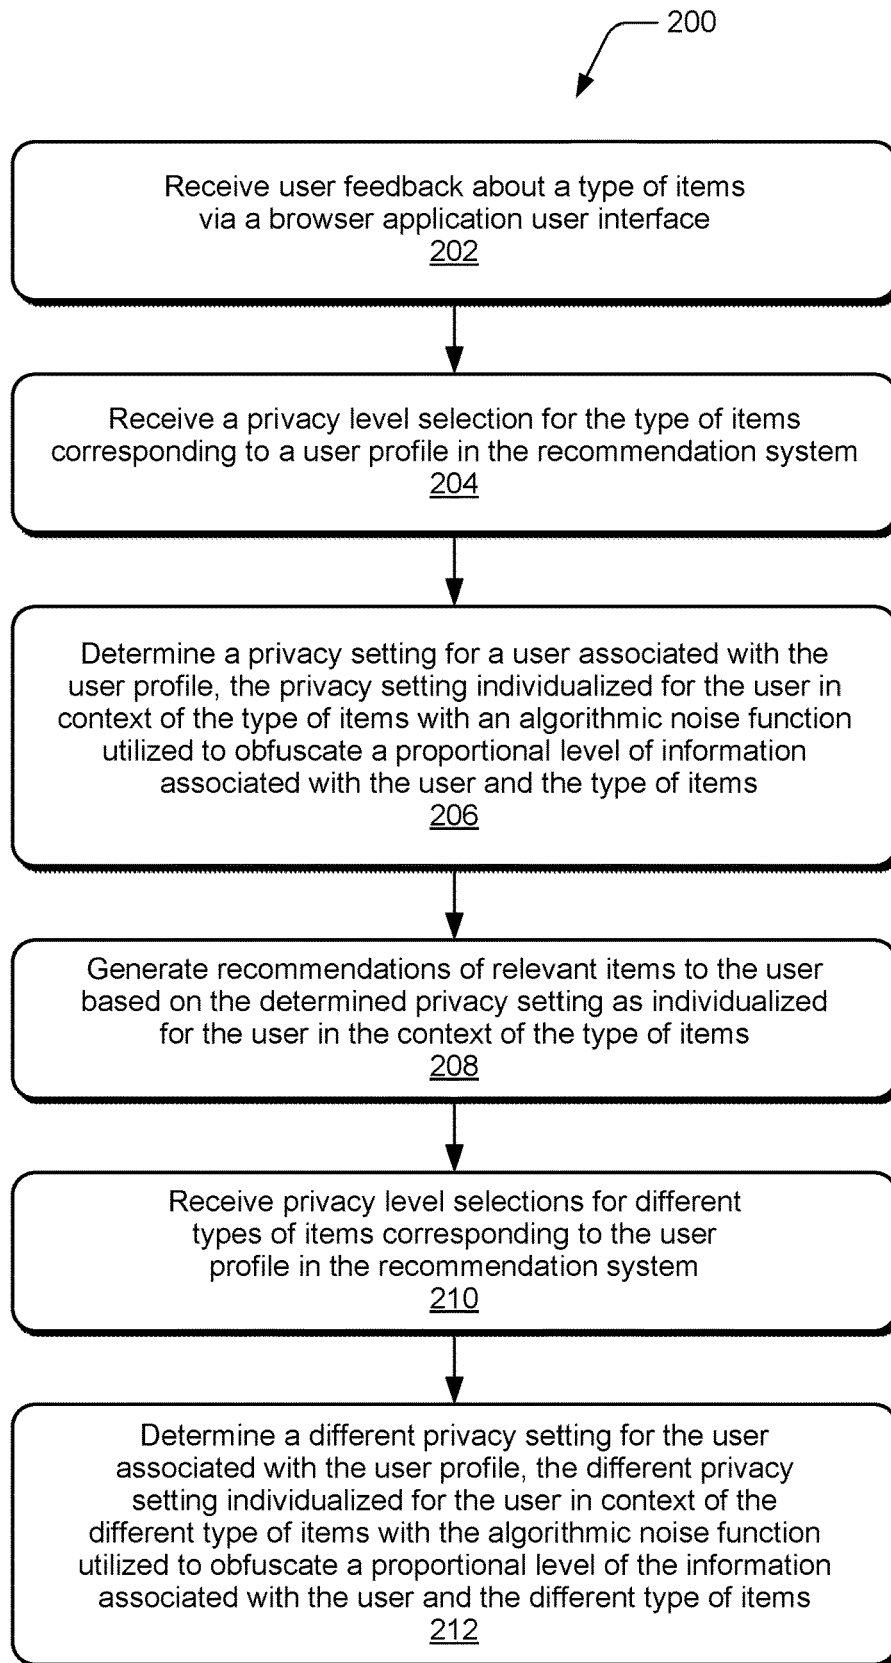 200
Receive user feedback about a type of items
via a browser application user interface
202
Receive a privacy level selection for the type of items
corresponding to a user profile in the recommendation system
204
Determine a privacy setting for a user associated with the
user profile, the privacy setting individualized for the user in
context of the type of items with an algorithmic noise function
utilized to obfuscate a proportional level of information
associated with the user and the type of items
206
Generate recommendations of relevant items to the user
based on the determined privacy setting as individualized
for the user in the context of the type of items
208
Receive privacy level selections for different
types of items corresponding to the user
profile in the recommendation system
210
Determine a different privacy setting for the user
associated with the user profile, the different privacy
setting individualized for the user in context of the
different type of items with the algorithmic noise function
utilized to obfuscate a proportional level of the information
associated with the user and the different type of items
212